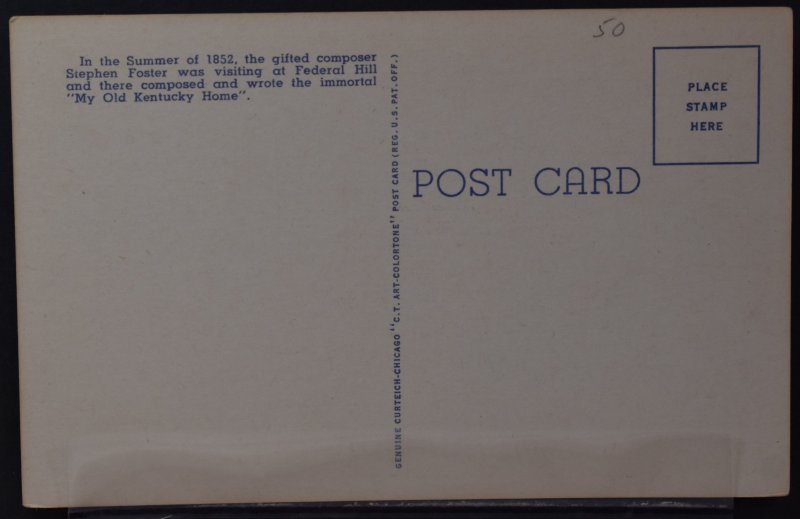 In the Summer of 1852, the gifted composer
Stephen Foster was visiting at Federal Hill
and there composed and wrote the immortal
"My Old Kentucky Home".
GENUINE CURTEICH-CHICAGO "C.T. ART-COLORTONE" POST CARD (REG. U.S. PAT. OFF.)
50
PLACE
STAMP
HERE
POST CARD